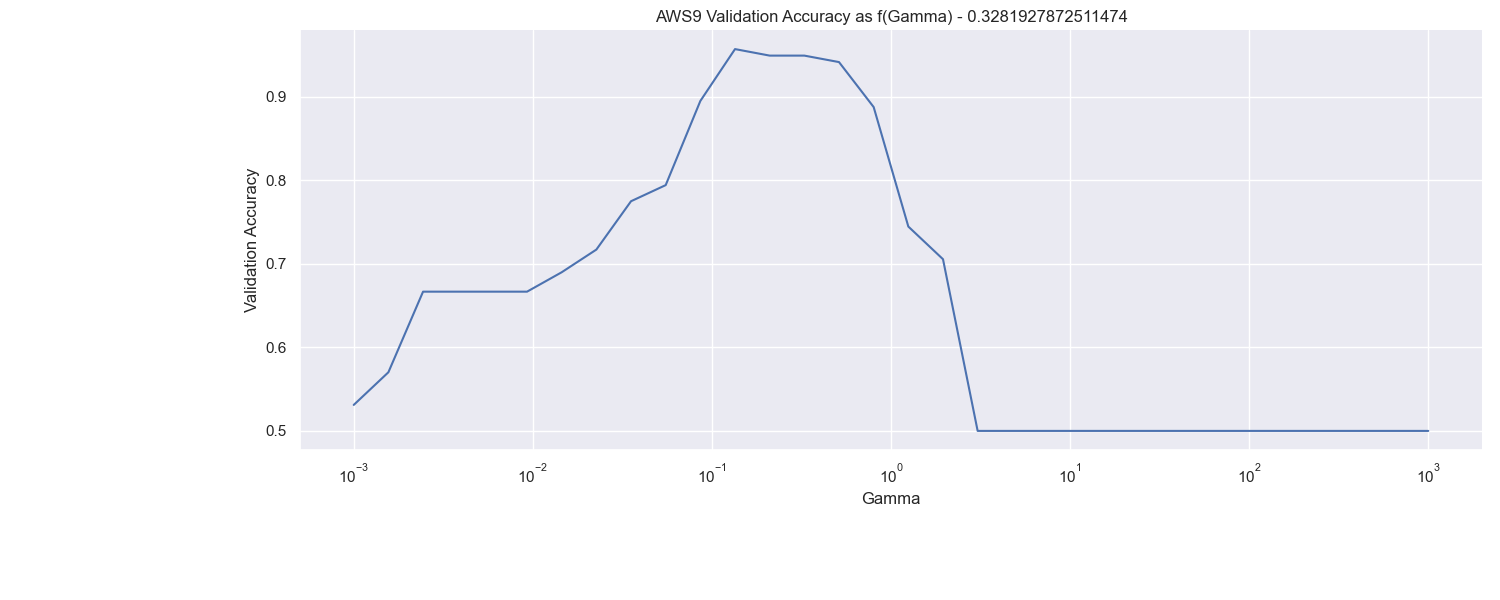 AWS9 Validation Accuracy as f(Gamma) - 0.3281927872511474
Validation Accuracy
0.9
0.8
0.7
0.6
0.5
10⁻³ 10⁻² 10⁻¹ 10⁰ 10¹ 10² 10³
Gamma